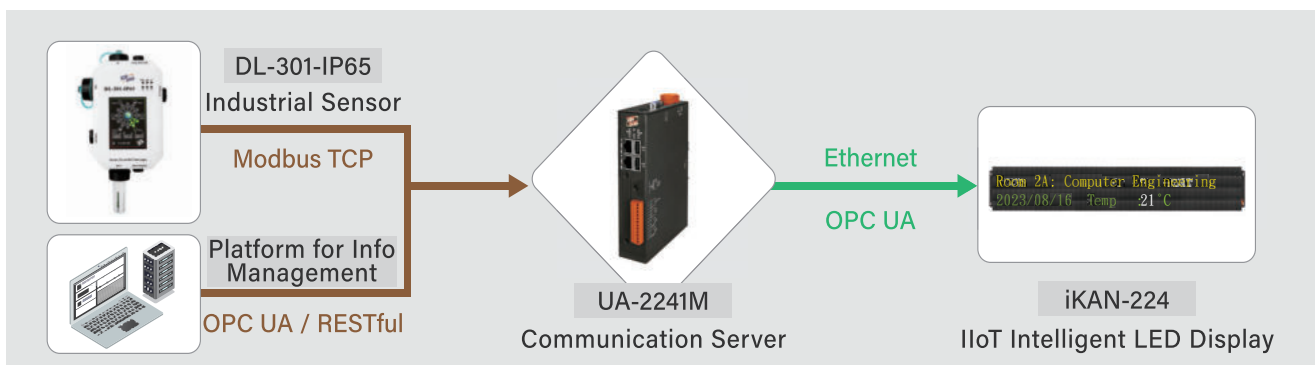 DL-301-IP65
Industrial Sensor
Modbus TCP
Platform for Info
Management
OPC UA / RESTful
UA-2241M
Communication Server
Ethernet
OPC UA
Room 2A: Computer Engineering
2023/08/16 Temp :21°C
iKAN-224
IIoT Intelligent LED Display